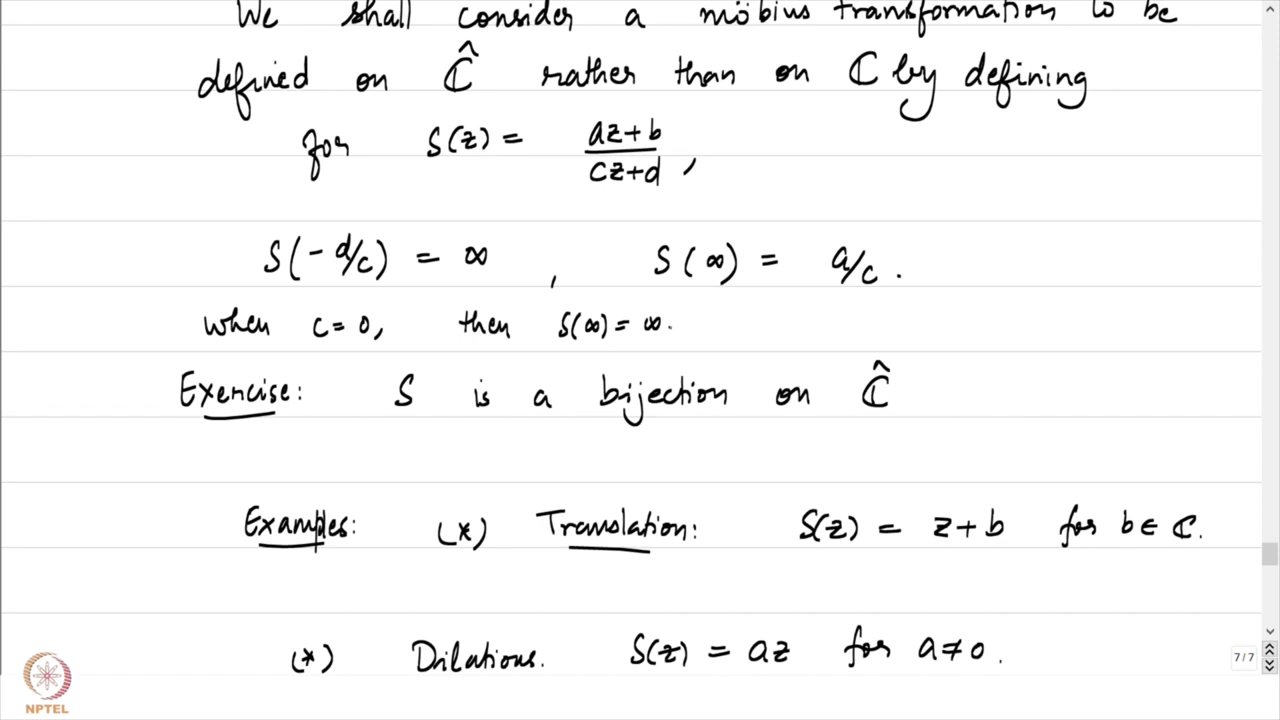 We shall consider a möbius transformation to be
defined on Ĉ rather than on ℂ by defining
for S(z) = az+b / cz+d ,
S(-d/c) = ∞ , S(∞) = a/c .
when c=0, then S(∞) = ∞.
Exercise: S is a bijection on Ĉ
Examples: (*) Translation: S(z) = z+b for b∈ ℂ.
(*) Dilations. S(z) = az for a≠0.
7/7
NPTEL